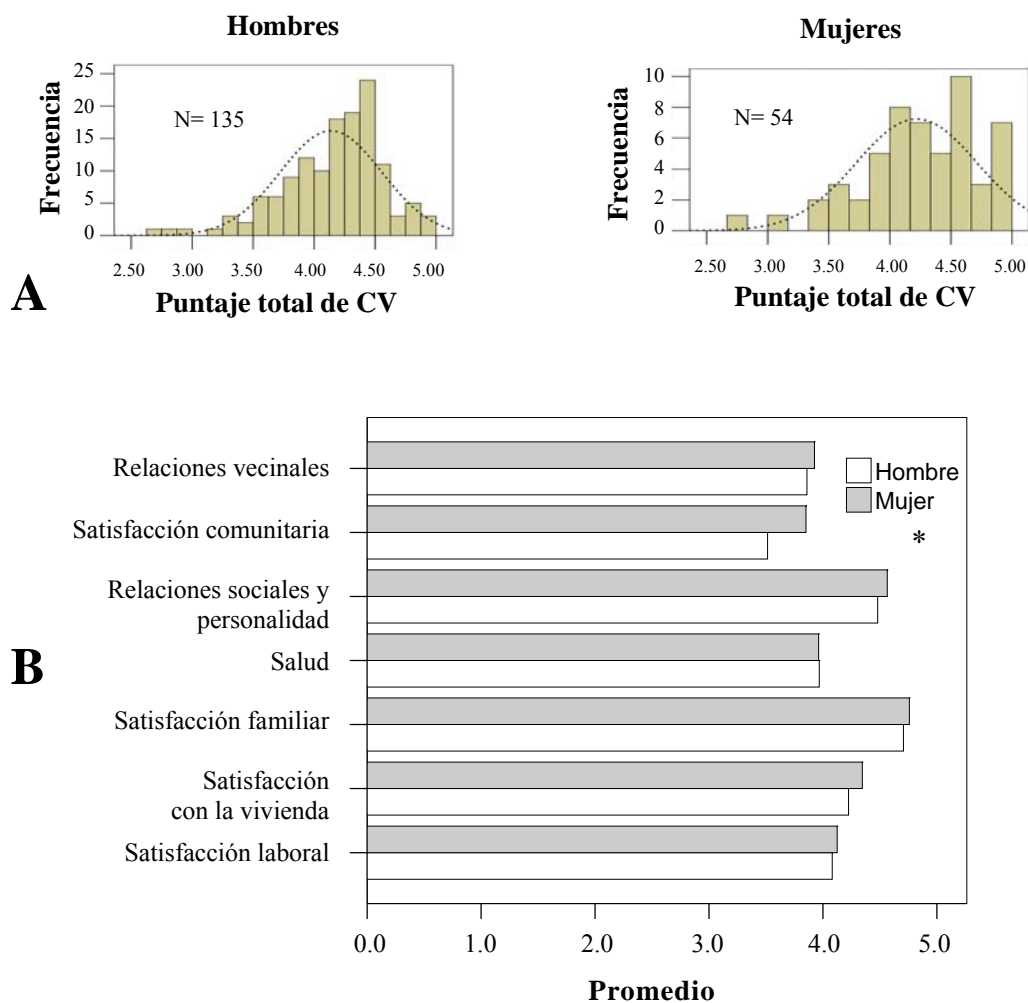 Hombres
Frecuencia
25
20
15
10
5
0
N= 135
2.50 3.00 3.50 4.00 4.50 5.00
Puntaje total de CV
Mujeres
Frecuencia
10
8
6
4
2
0
N= 54
2.50 3.00 3.50 4.00 4.50 5.00
Puntaje total de CV
A
B
Relaciones vecinales
Satisfacción comunitaria
Relaciones sociales y
personalidad
Salud
Satisfacción familiar
Satisfacción
con la vivienda
Satisfacción laboral
Hombre
Mujer
*
0.0 1.0 2.0 3.0 4.0 5.0
Promedio